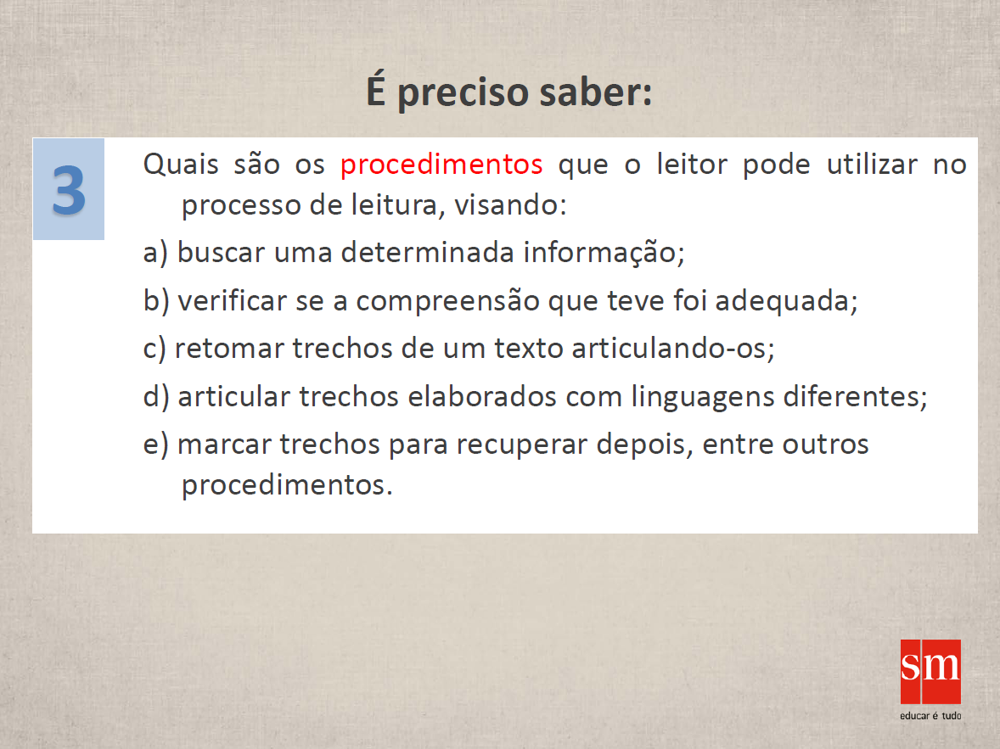 É preciso saber:
3
Quais são os procedimentos que o leitor pode utilizar no
processo de leitura, visando:
a) buscar uma determinada informação;
b) verificar se a compreensão que teve foi adequada;
c) retomar trechos de um texto articulando-os;
d) articular trechos elaborados com linguagens diferentes;
e) marcar trechos para recuperar depois, entre outros
procedimentos.
sm
educar é tudo